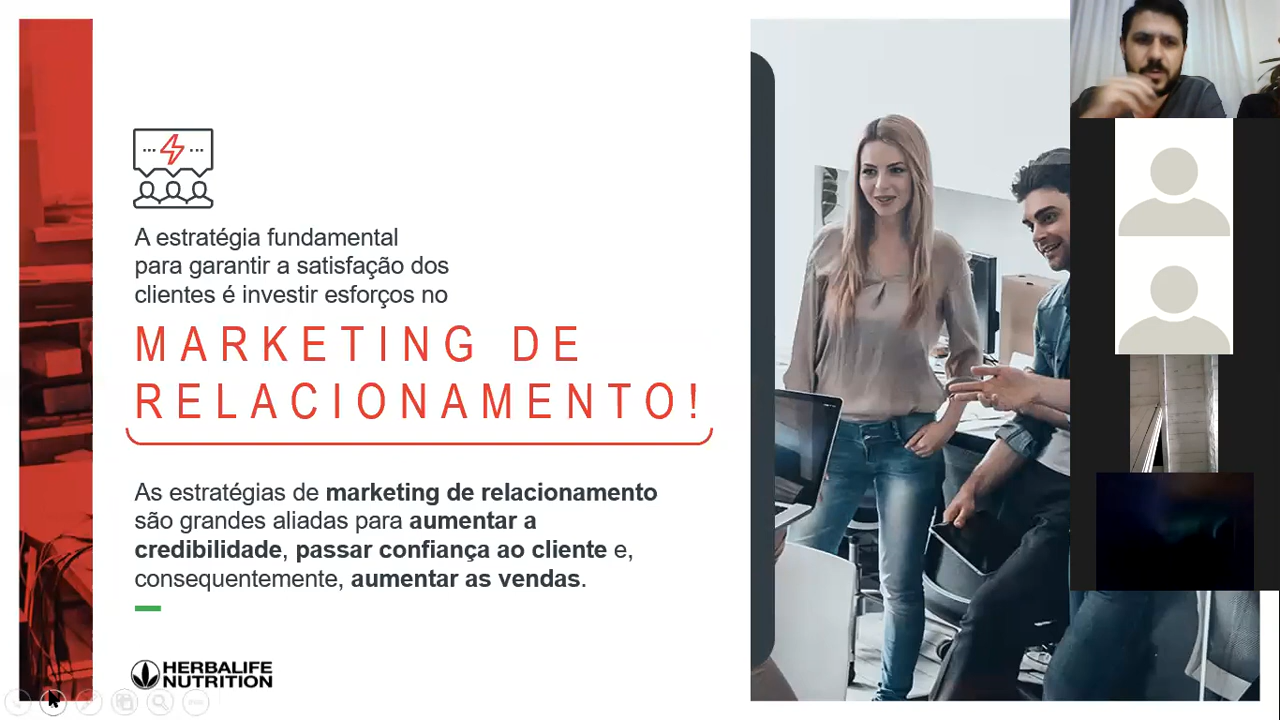 A estratégia fundamental
para garantir a satisfação dos
clientes é investir esforços no
MARKETING DE
RELACIONAMENTO!
As estratégias de marketing de relacionamento
são grandes aliadas para aumentar a
credibilidade, passar confiança ao cliente e,
consequentemente, aumentar as vendas.
HERBALIFE
NUTRITION